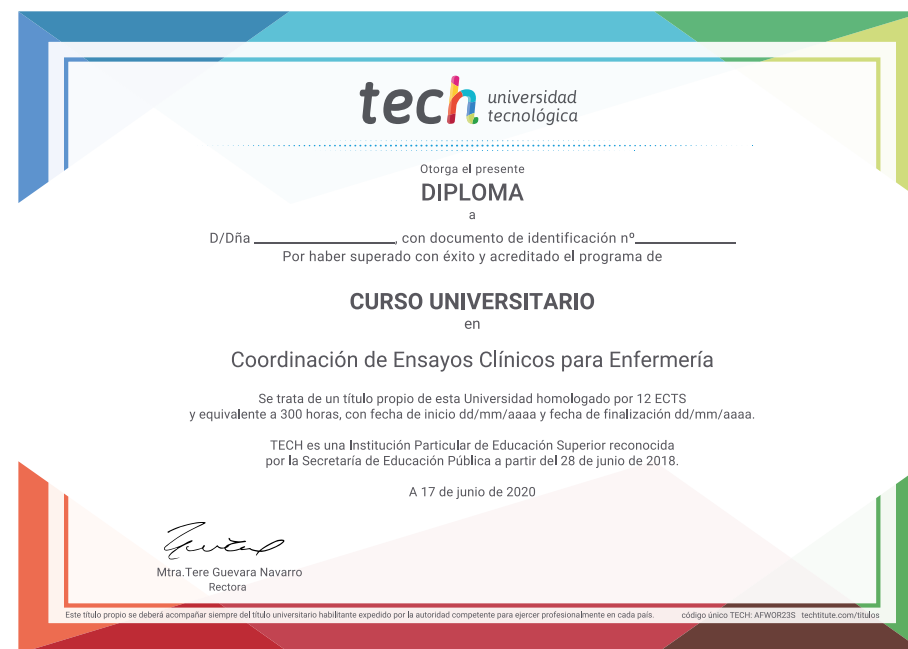 tech universidad
tecnológica
Otorga el presente
DIPLOMA
a
D/Dña ____________, con documento de identificación nº____________
Por haber superado con éxito y acreditado el programa de
CURSO UNIVERSITARIO
en
Coordinación de Ensayos Clínicos para Enfermería
Se trata de un título propio de esta Universidad homologado por 12 ECTS
y equivalente a 300 horas, con fecha de inicio dd/mm/aaaa y fecha de finalización dd/mm/aaaa.
TECH es una Institución Particular de Educación Superior reconocida
por la Secretaría de Educación Pública a partir del 28 de junio de 2018.
A 17 de junio de 2020
Mtra.Tere Guevara Navarro
Rectora
Este título propio se deberá acompañar siempre del título universitario habilitante expedido por la autoridad competente para ejercer profesionalmente en cada país. código único TECH: AFWOR23S techtitute.com/titulos